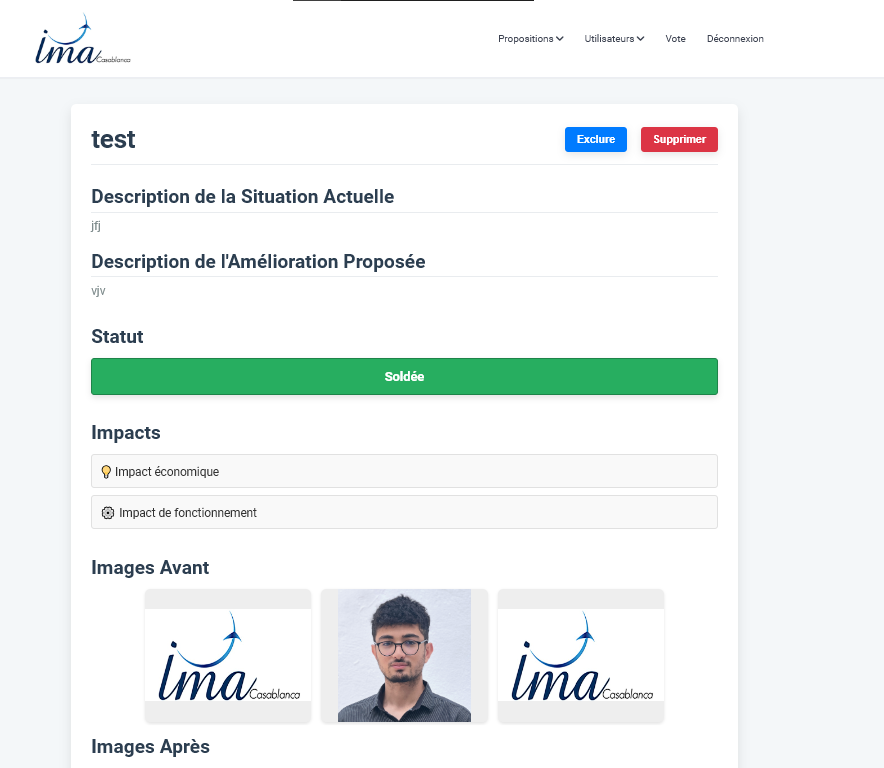 ima Casablanca
Propositions Utilisateurs Vote Déconnexion
test
Exclure Supprimer
Description de la Situation Actuelle
jfj
Description de l'Amélioration Proposée
vjv
Statut
Soldée
Impacts
Impact économique
Impact de fonctionnement
Images Avant
ima Casablanca
ima Casablanca
Images Après